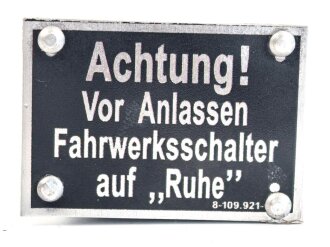 Achtung!
Vor Anlassen
Fahrwerksschalter
auf „Ruhe”
8-109.921-